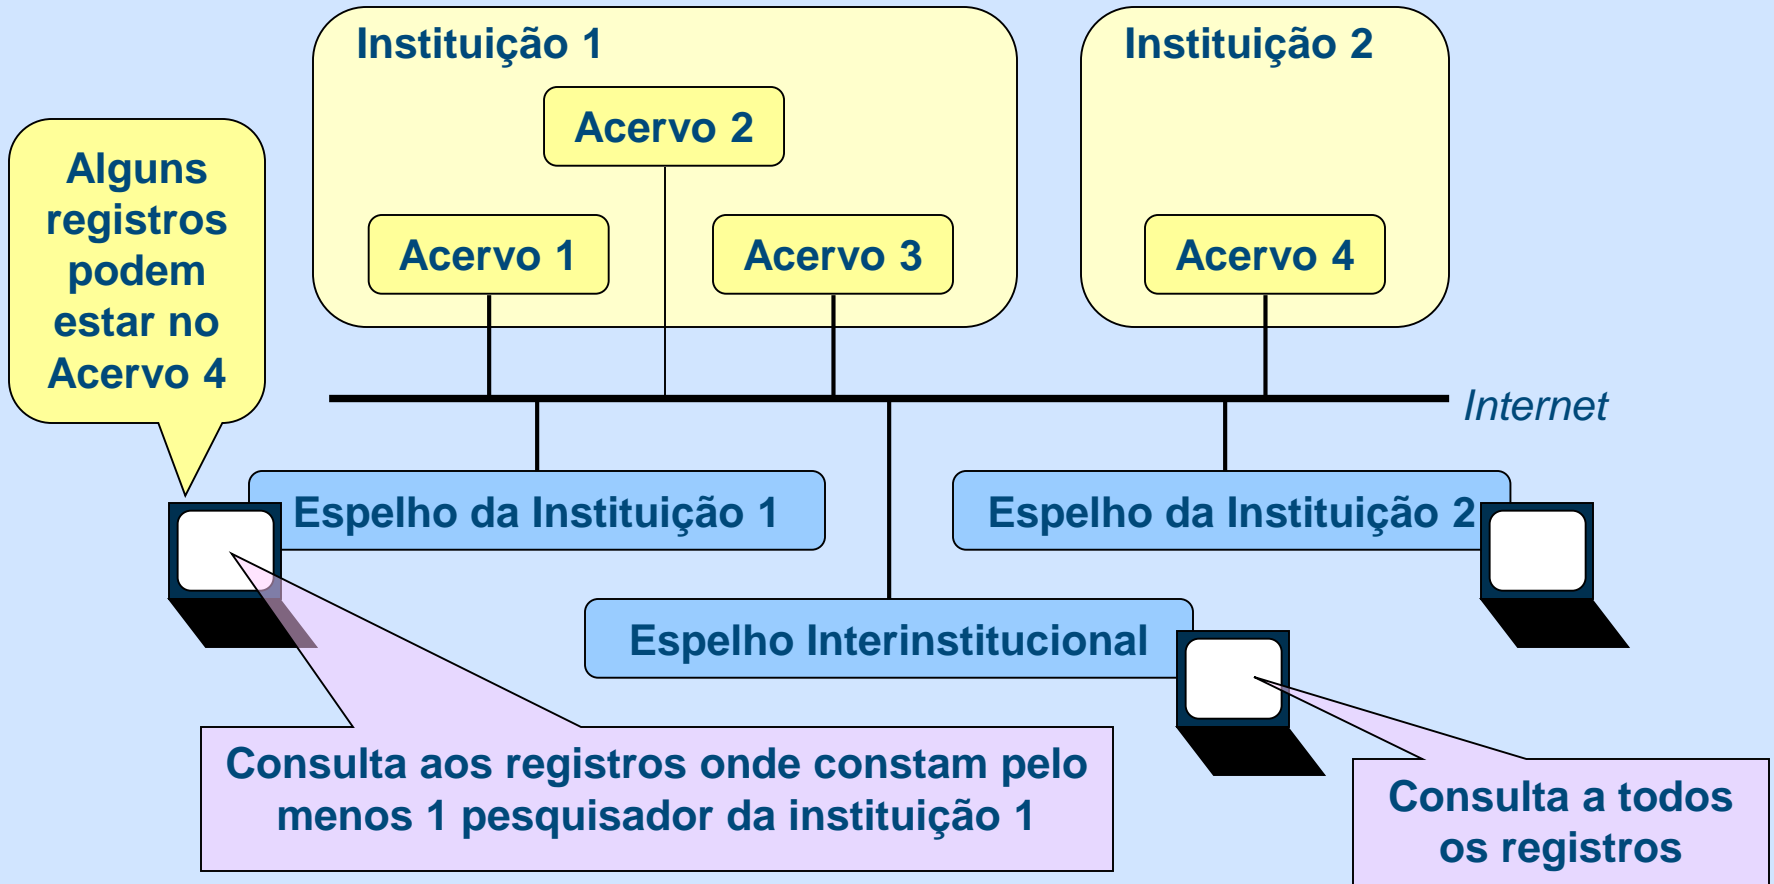 Instituição 1
Instituição 2
Acervo 2
Alguns
registros
podem
estar no
Acervo 4
Acervo 1
Acervo 3
Acervo 4
Internet
Espelho da Instituição 1
Espelho da Instituição 2
Espelho Interinstitucional
Consulta aos registros onde constam pelo
menos 1 pesquisador da instituição 1
Consulta a todos
os registros